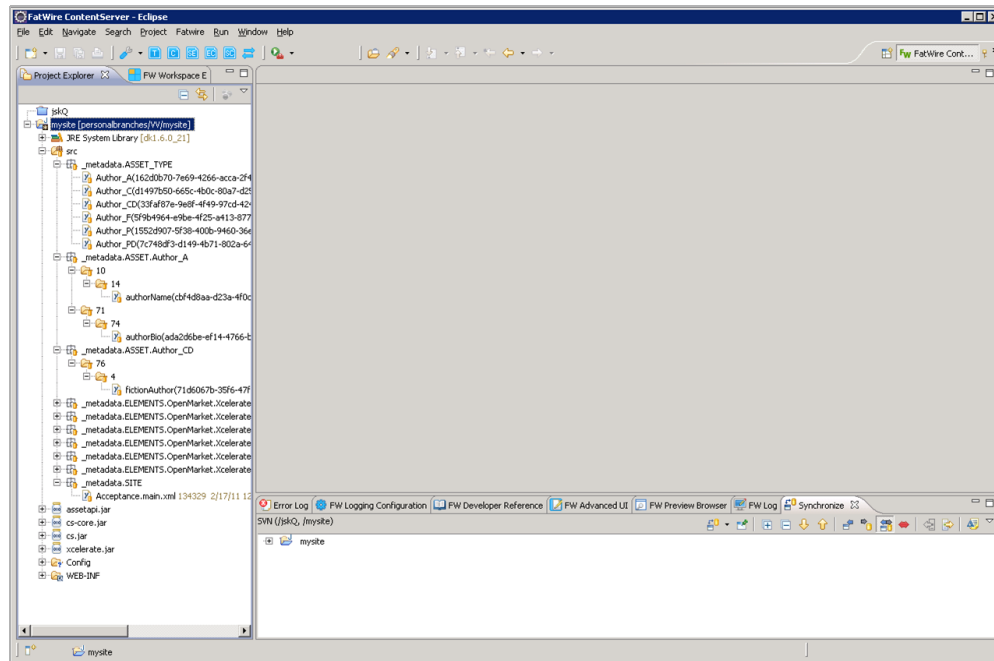 FatWire ContentServer - Eclipse
File Edit Navigate Search Project Fatwire Run Window Help
Fw FatWire Cont...
Project Explorer FW Workspace E
jskQ
mysite [personalbranches/VV/mysite]
JRE System Library [dk1.6.0_21]
src
_metadata.ASSET_TYPE
Author_A(162d0b70-7e69-4266-acca-2f4
Author_C(d1497b50-665c-4b0c-80a7-d25
Author_CD(33faf87e-9e8f-4f49-97cd-424
Author_F(5f9b4964-e9be-4f25-a413-877
Author_P(1552d907-5f38-400b-9460-36e
Author_PD(7c748df3-d149-4b71-802a-64
_metadata.ASSET.Author_A
10
14
authorName(cbf4d8aa-d23a-4f0c
71
74
authorBio(ada2d6be-ef14-4766-b
_metadata.ASSET.Author_CD
76
4
fictionAuthor(71d6067b-35f6-47f
_metadata.ELEMENTS.OpenMarket.Xcelerate
_metadata.ELEMENTS.OpenMarket.Xcelerate
_metadata.ELEMENTS.OpenMarket.Xcelerate
_metadata.ELEMENTS.OpenMarket.Xcelerate
_metadata.ELEMENTS.OpenMarket.Xcelerate
_metadata.ELEMENTS.OpenMarket.Xcelerate
_metadata.SITE
Acceptance.main.xml 134329 2/17/11 12
assetapi.jar
cs-core.jar
cs.jar
xcelerate.jar
Config
WEB-INF
Error Log FW Logging Configuration FW Developer Reference FW Advanced UI FW Preview Browser FW Log Synchronize
SVN (/jskQ, /mysite)
mysite
mysite